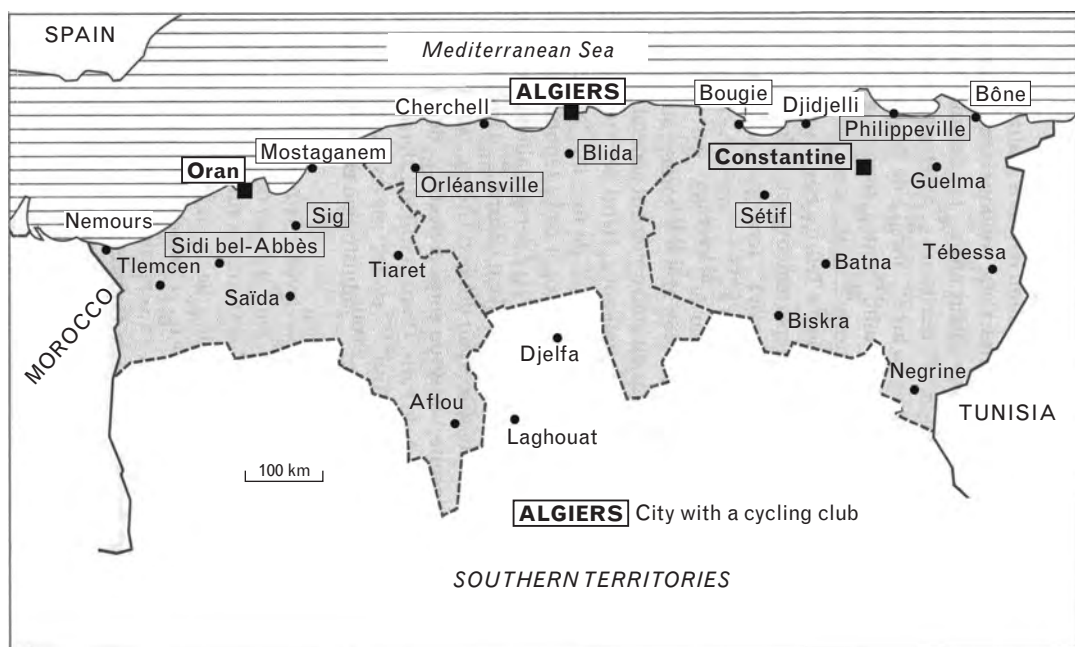 SPAIN
Mediterranean Sea
ALGIERS
Cherchell
Bougie
Djidjelli
Bône
Philippeville
Mostaganem
Oran
Blida
Constantine
Orléansville
Guelma
Nemours
Sig
Sétif
Sidi bel-Abbès
Tlemcen
Tiaret
Batna
Tébessa
Saïda
MOROCCO
Biskra
Djelfa
Negrine
Aflou
TUNISIA
Laghouat
100 km
ALGIERS City with a cycling club
SOUTHERN TERRITORIES